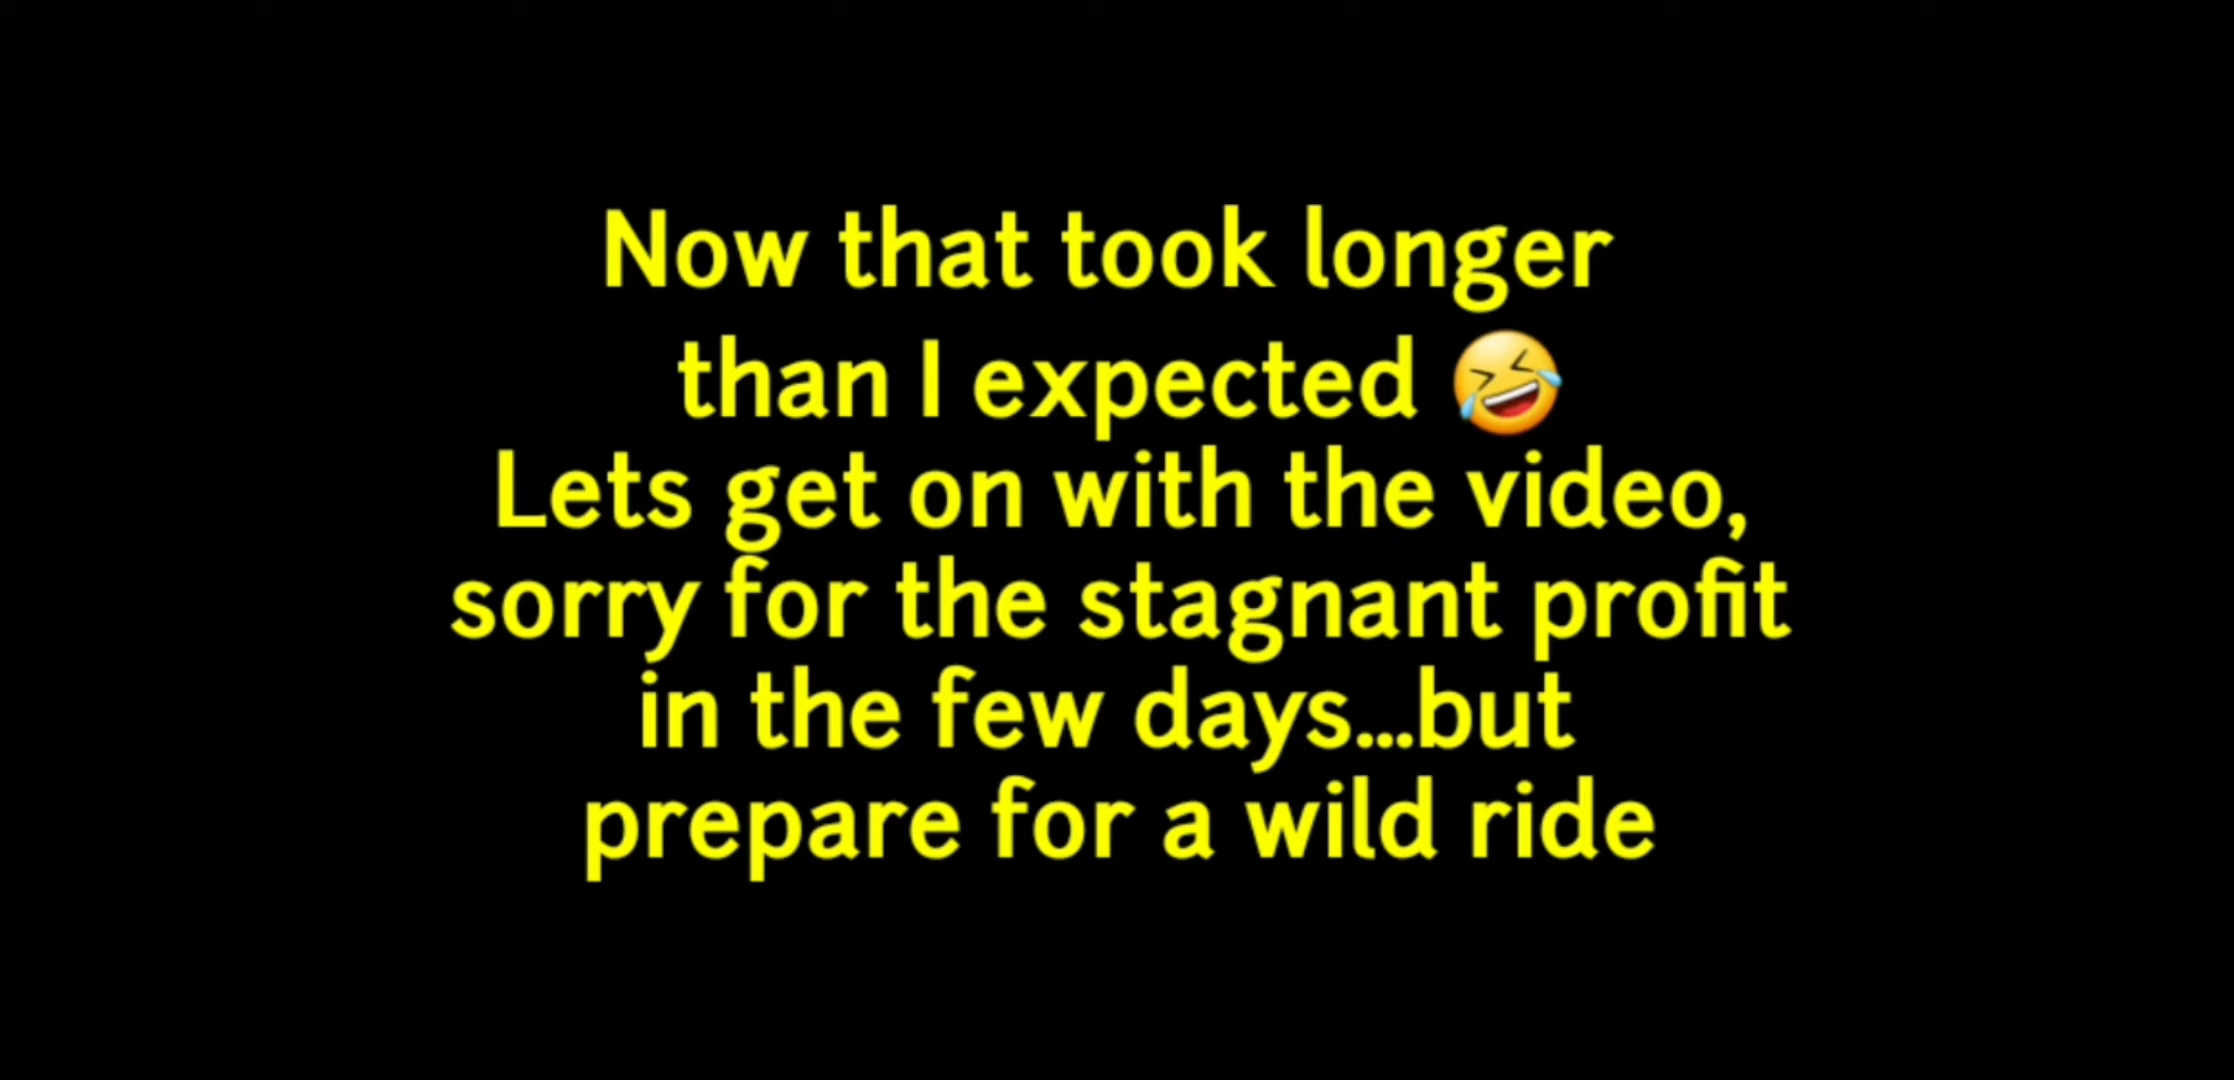 Now that took longer
than I expected 🤣
Lets get on with the video,
sorry for the stagnant profit
in the few days...but
prepare for a wild ride